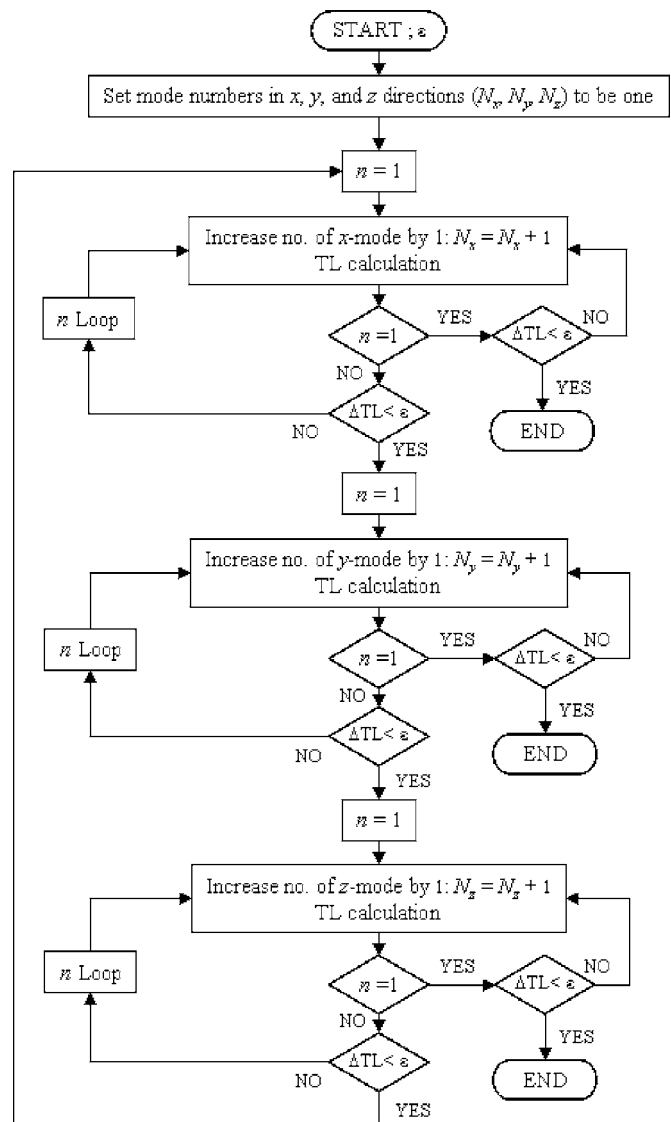 START ; ε
Set mode numbers in x, y, and z directions (Nx, Ny, Nz) to be one
n = 1
Increase no. of x-mode by 1: Nx = Nx + 1
TL calculation
n Loop
n =1
YES
ΔTL< ε
NO
NO
YES
ΔTL< ε
NO
END
YES
n = 1
Increase no. of y-mode by 1: Ny = Ny + 1
TL calculation
n Loop
n =1
YES
ΔTL< ε
NO
NO
YES
ΔTL< ε
NO
END
YES
n = 1
Increase no. of z-mode by 1: Nz = Nz + 1
TL calculation
n Loop
n =1
YES
ΔTL< ε
NO
NO
YES
ΔTL< ε
NO
END
YES